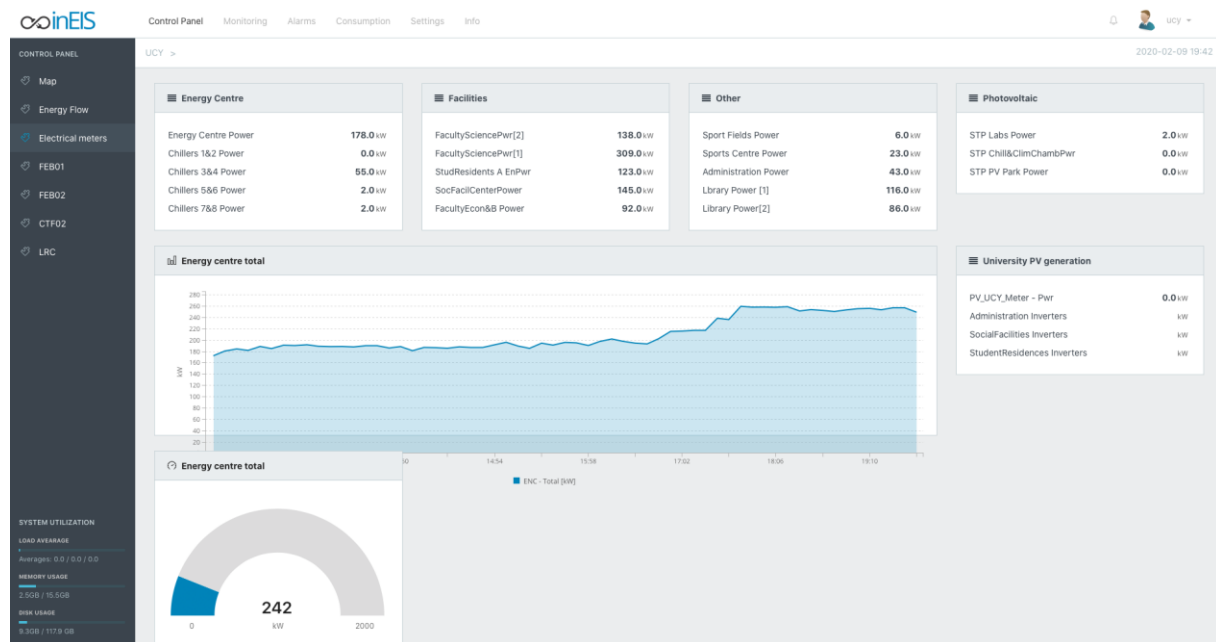 inEIS
Control Panel Monitoring Alarms Consumption Settings Info
ucy
CONTROL PANEL
Map
Energy Flow
Electrical meters
FEB01
FEB02
CTF02
LRC
SYSTEM UTILIZATION
LOAD AVEARAGE
Averages: 0.0 / 0.0 / 0.0
MEMORY USAGE
2.5GB / 15.5GB
DISK USAGE
9.3GB / 117.9 GB
UCY >
2020-02-09 19:42
Energy Centre
Energy Centre Power 178.0 kW
Chillers 1&2 Power 0.0 kW
Chillers 3&4 Power 55.0 kW
Chillers 5&6 Power 2.0 kW
Chillers 7&8 Power 2.0 kW
Facilities
FacultySciencePwr[2] 138.0 kW
FacultySciencePwr[1] 309.0 kW
StudResidents A EnPwr 123.0 kW
SocFacilCenterPower 145.0 kW
FacultyEcon&B Power 92.0 kW
Other
Sport Fields Power 6.0 kW
Sports Centre Power 23.0 kW
Administration Power 43.0 kW
Lbrary Power [1] 116.0 kW
Library Power[2] 86.0 kW
Photovoltaic
STP Labs Power 2.0 kW
STP Chill&ClimChambPwr 0.0 kW
STP PV Park Power 0.0 kW
Energy centre total
280
260
240
220
200
180
160
140
120
100
80
60
40
20
kW
14:54 15:58 17:02 18:06 19:10
ENC - Total [kW]
University PV generation
PV_UCY_Meter - Pwr 0.0 kW
Administration Inverters kW
SocialFacilities Inverters kW
StudentResidences Inverters kW
Energy centre total
242
0 kW 2000